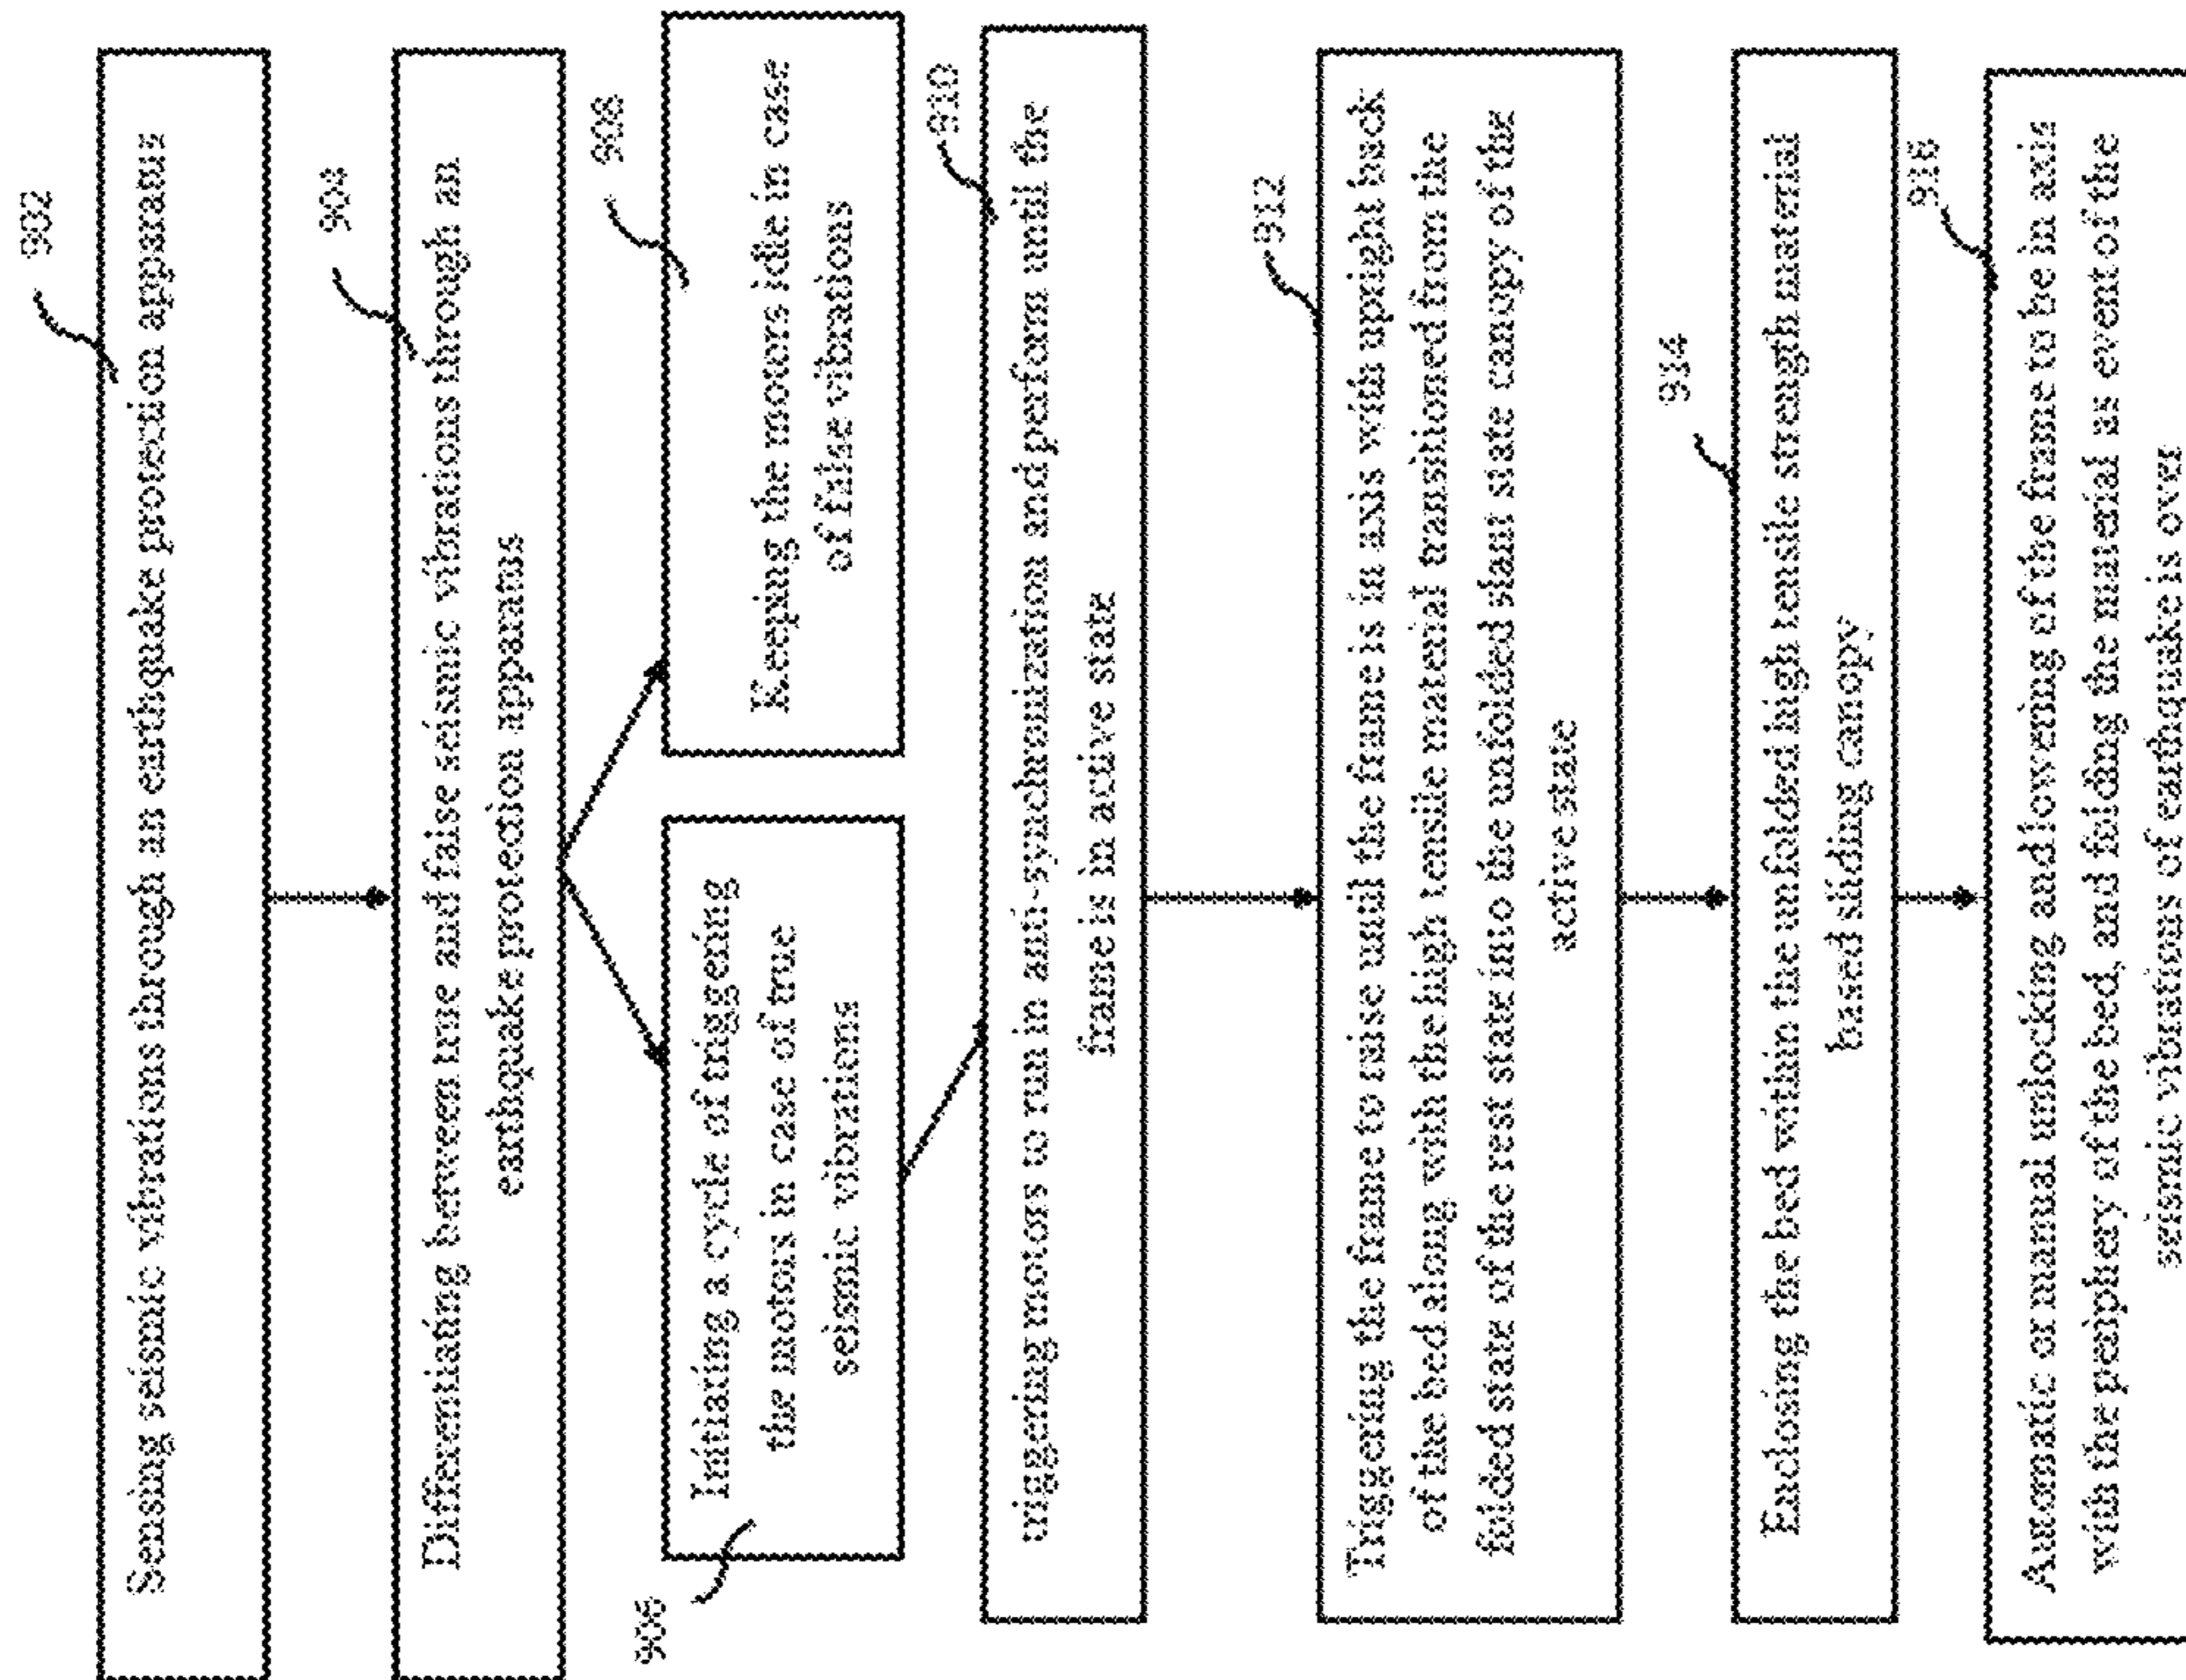 902
Sensing seismic vibrations through an earthquake protection apparatus
904
Differentiating between true and false seismic vibrations through an
earthquake protection apparatus
906
Initiating a cycle of triggering
the motors in case of true
seismic vibrations
908
Keeping the motors idle in case
of false vibrations
910
triggering motors to run in anti-synchronization and perform until the
frame is in active state
912
Triggering the frame to raise until the frame is in axis with upright back
of the bed along with the high tensile material transitioned from the
folded state of the rest state into the unfolded slant state canopy of the
active state
914
Enclosing the bed within the unfolded high tensile strength material
based sliding canopy
916
Automatic or manual unlocking and lowering of the frame to be in axis
with the periphery of the bed, and folding the material as event of the
seismic vibrations of earthquake is over